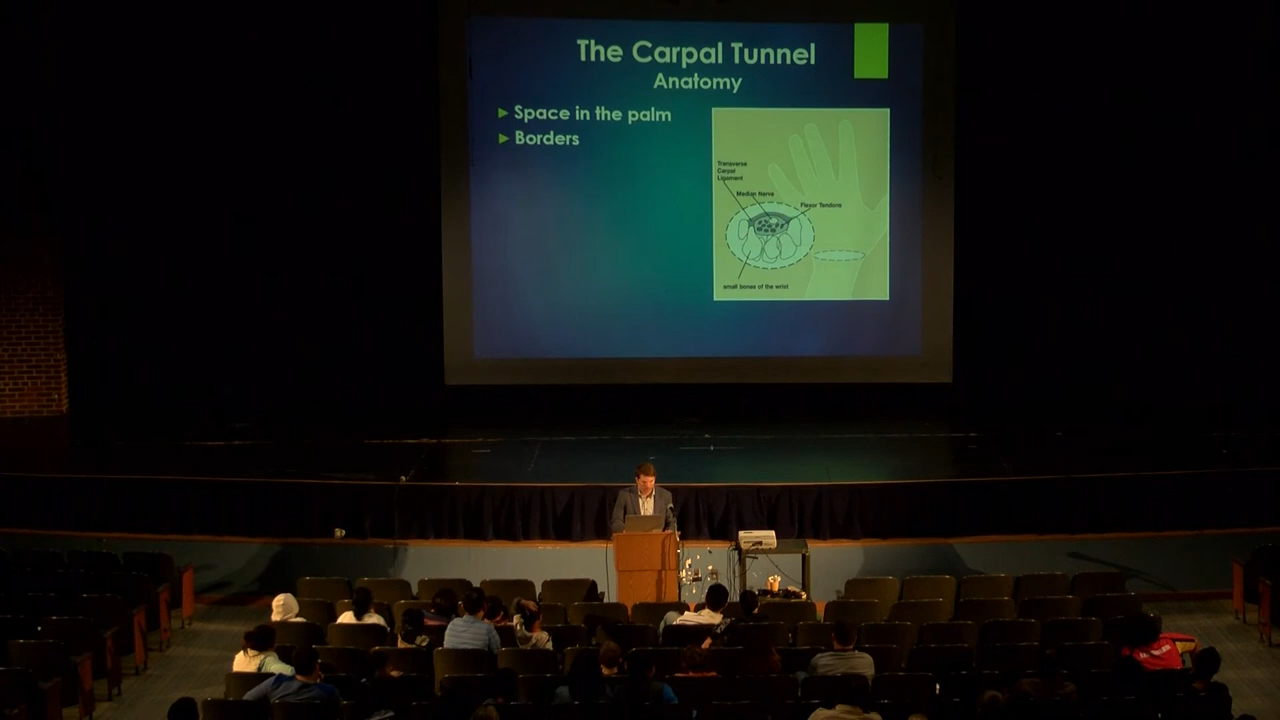 The Carpal Tunnel
Anatomy
Space in the palm
Borders
Transverse
Carpal
Ligament
Median Nerve
Flexor Tendons
small bones of the wrist